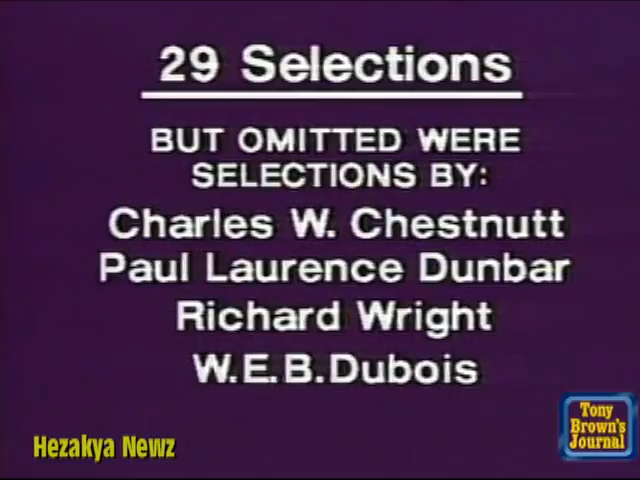 29 Selections
BUT OMITTED WERE
SELECTIONS BY:
Charles W. Chestnutt
Paul Laurence Dunbar
Richard Wright
W.E.B.Dubois
Tony
Brown's
Journal
Hezakya Newz